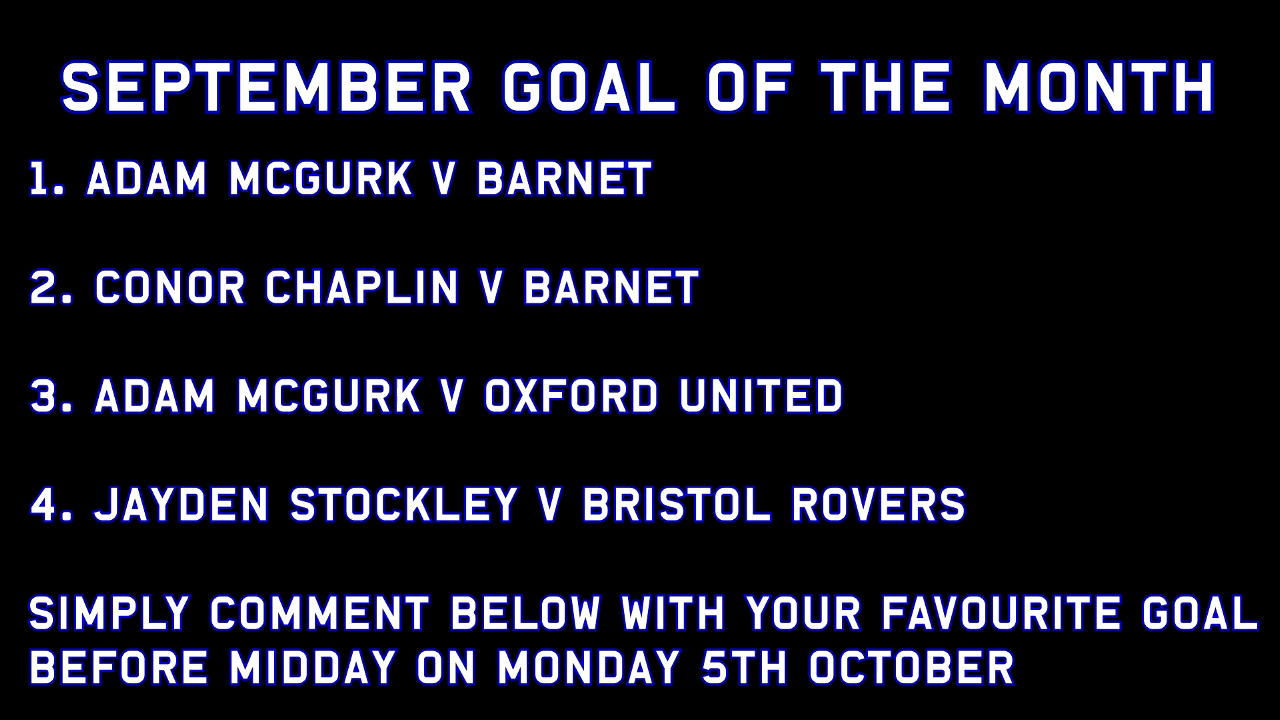 SEPTEMBER GOAL OF THE MONTH
1. ADAM MCGURK V BARNET
2. CONOR CHAPLIN V BARNET
3. ADAM MCGURK V OXFORD UNITED
4. JAYDEN STOCKLEY V BRISTOL ROVERS
SIMPLY COMMENT BELOW WITH YOUR FAVOURITE GOAL
BEFORE MIDDAY ON MONDAY 5TH OCTOBER